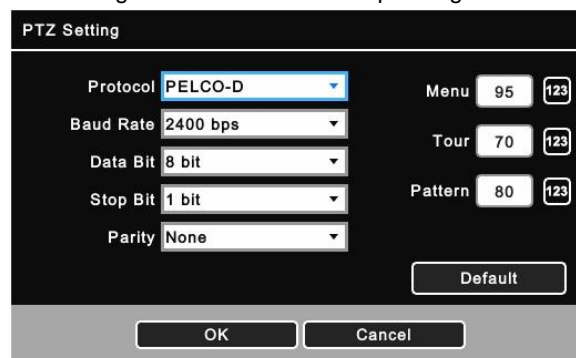 PTZ Setting
Protocol PELCO-D
Menu 95 123
Baud Rate 2400 bps
Tour 70 123
Data Bit 8 bit
Pattern 80 123
Stop Bit 1 bit
Parity None
Default
OK Cancel